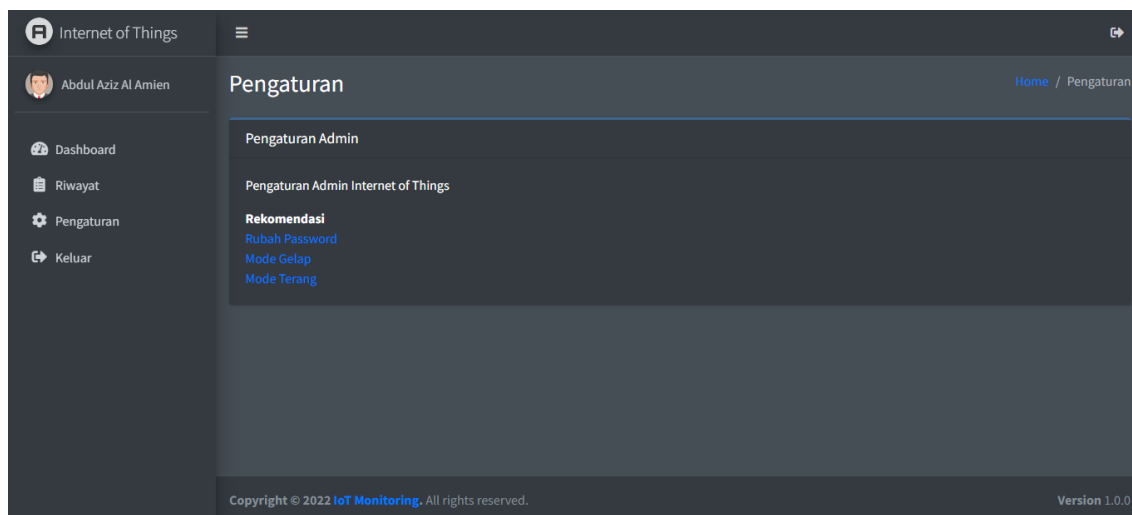 Internet of Things
Abdul Aziz Al Amien
Dashboard
Riwayat
Pengaturan
Keluar
Pengaturan
Home / Pengaturan
Pengaturan Admin
Pengaturan Admin Internet of Things
Rekomendasi
Rubah Password
Mode Gelap
Mode Terang
Copyright © 2022 IoT Monitoring. All rights reserved.
Version 1.0.0